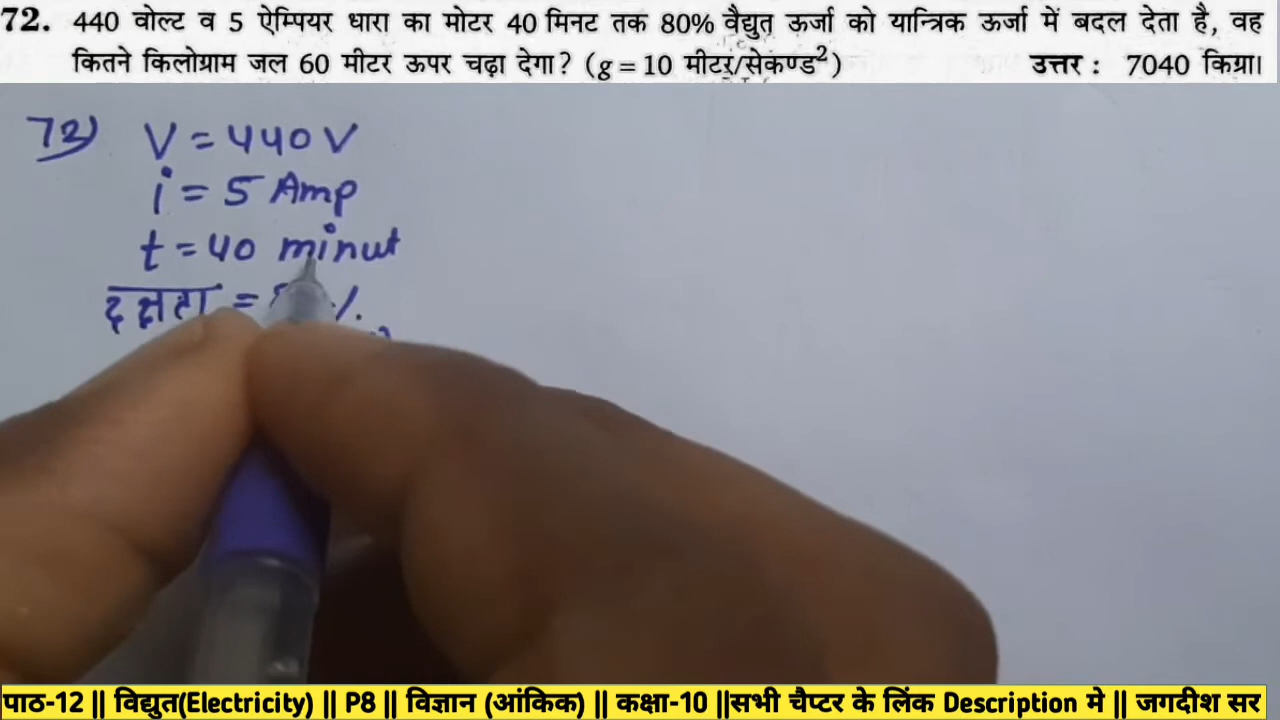 72. 440 वोल्ट व 5 ऐम्पियर धारा का मोटर 40 मिनट तक 80% वैद्युत ऊर्जा को यान्त्रिक ऊर्जा में बदल देता है, वह
कितने किलोग्राम जल 60 मीटर ऊपर चढ़ा देगा? (g = 10 मीटर/सेकण्ड²) उत्तर : 7040 किग्रा।
72) V = 440 V
i = 5 Amp
t = 40 minut
दक्षता = %.
पाठ-12 || विद्युत(Electricity) || P8 || विज्ञान (आंकिक) || कक्षा-10 ||सभी चैप्टर के लिंक Description मे || जगदीश सर